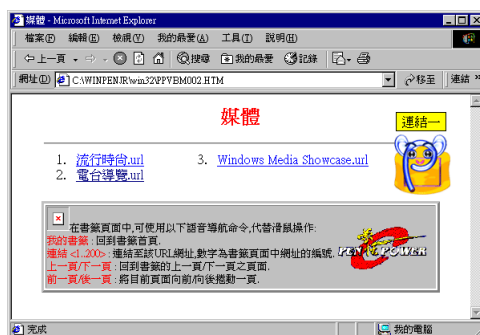 媒體 - Microsoft Internet Explorer
檔案(F) 編輯(E) 檢視(V) 我的最愛(A) 工具(T) 說明(H)
上一頁 搜尋 我的最愛 記錄
網址(D) C:\WINPENJR\win32\PPVBM002.HTM 移至 連結 »
媒體
連結一
1. 流行時尚.url 3. Windows Media Showcase.url
2. 電台導覽.url
在書籤頁面中,可使用以下語音導航命令,代替滑鼠操作:
我的書籤 : 回到書籤首頁.
連結 <1..200> : 連結至該URL網址,數字為書籤頁面中網址的編號.
上一頁/下一頁 : 回到書籤的上一頁/下一頁之頁面.
前一頁/後一頁 : 將目前頁面向前/向後捲動一頁.
PENPOWER
完成 我的電腦